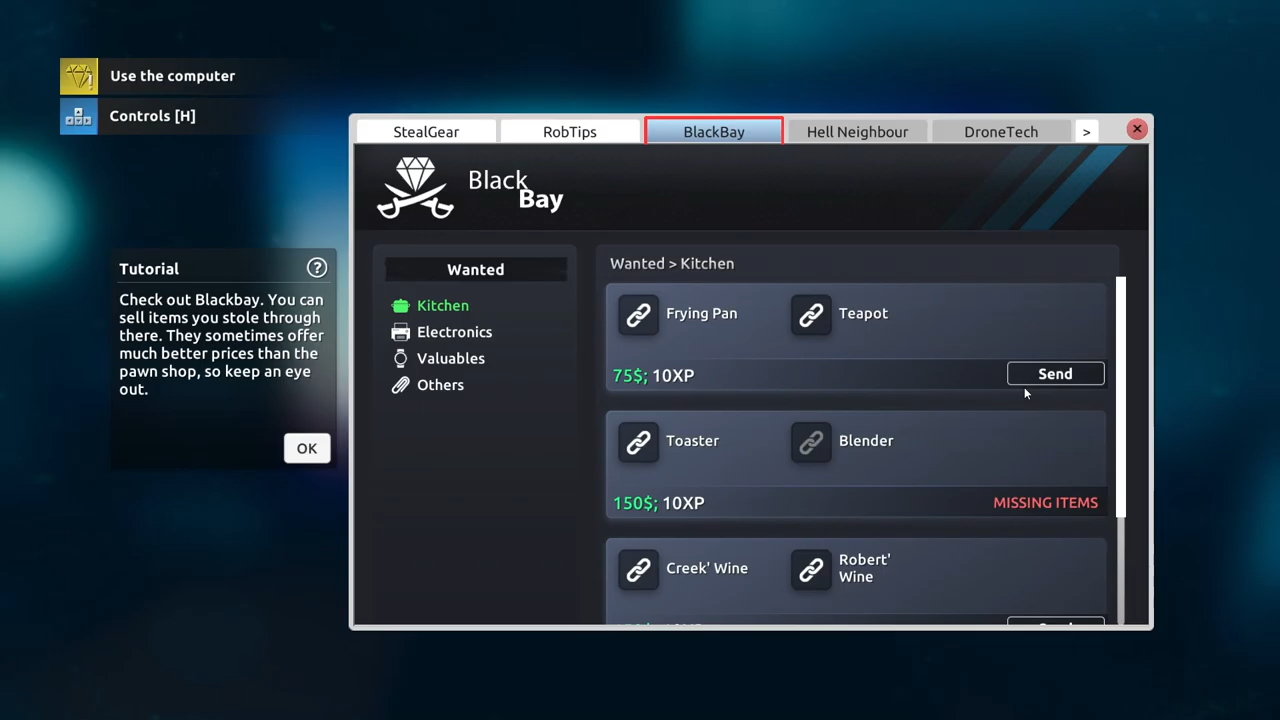 Use the computer
Controls [H]
StealGear
RobTips
BlackBay
Hell Neighbour
DroneTech
>
Black
Bay
Tutorial
?
Check out Blackbay. You can
sell items you stole through
there. They sometimes offer
much better prices than the
pawn shop, so keep an eye
out.
OK
Wanted
Kitchen
Electronics
Valuables
Others
Wanted > Kitchen
Frying Pan
Teapot
75$; 10XP
Send
Toaster
Blender
150$; 10XP
MISSING ITEMS
Creek' Wine
Robert'
Wine